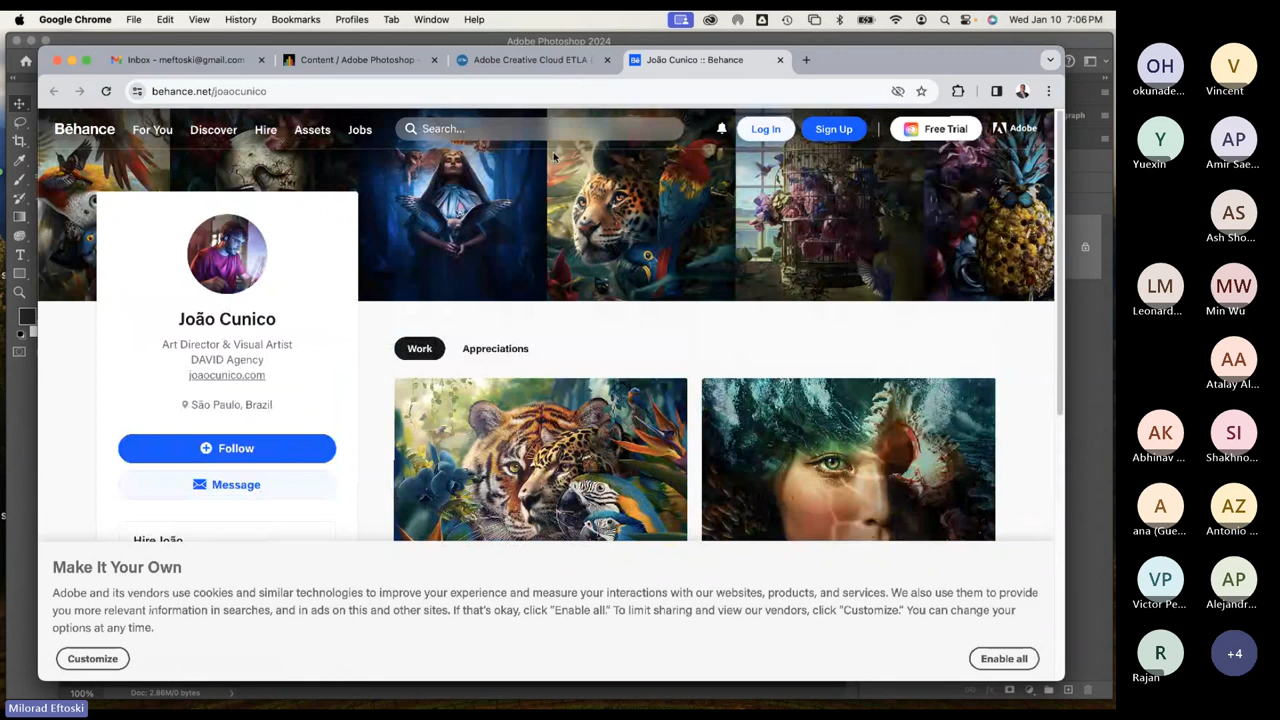 Google Chrome File Edit View History Bookmarks Profiles Tab Window Help Wed Jan 10 7:06 PM
Adobe Photoshop 2024
Inbox - meftoski@gmail.com
Content / Adobe Photoshop -
Adobe Creative Cloud ETLA |
João Cunico :: Behance
behance.net/joaocunico
Bēhance For You Discover Hire Assets Jobs Search... Log In Sign Up Free Trial Adobe
João Cunico
Art Director & Visual Artist
DAVID Agency
joaocunico.com
São Paulo, Brazil
Follow
Message
Hire João
Work Appreciations
Make It Your Own
Adobe and its vendors use cookies and similar technologies to improve your experience and measure your interactions with our websites, products, and services. We also use them to provide
you more relevant information in searches, and in ads on this and other sites. If that's okay, click "Enable all." To limit sharing and view our vendors, click "Customize." You can change your
options at any time.
Customize Enable all
100% Doc: 2.86M/0 bytes
Milorad Eftoski
OH
okunade...
V
Vincent
Y
Yuexin
AP
Amir Sae...
AS
Ash Sho...
LM
Leonard...
MW
Min Wu
AA
Atalay Al...
AK
Abhinav ...
SI
Shakhno...
A
ana (Gue...
AZ
Antonio ...
VP
Victor Pe...
AP
Alejandr...
R
Rajan
+4